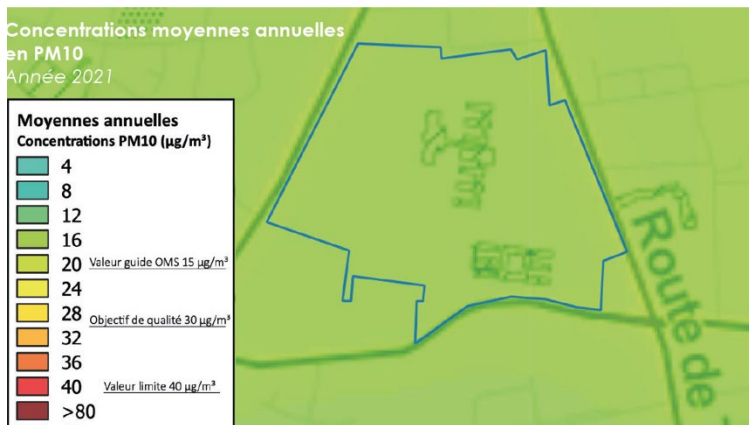 Concentrations moyennes annuelles
en PM10
Année 2021
Moyennes annuelles
Concentrations PM10 (µg/m³)
4
8
12
16
20 Valeur guide OMS 15 µg/m³
24
28 Objectif de qualité 30 µg/m³
32
36
40 Valeur limite 40 µg/m³
>80
Route de